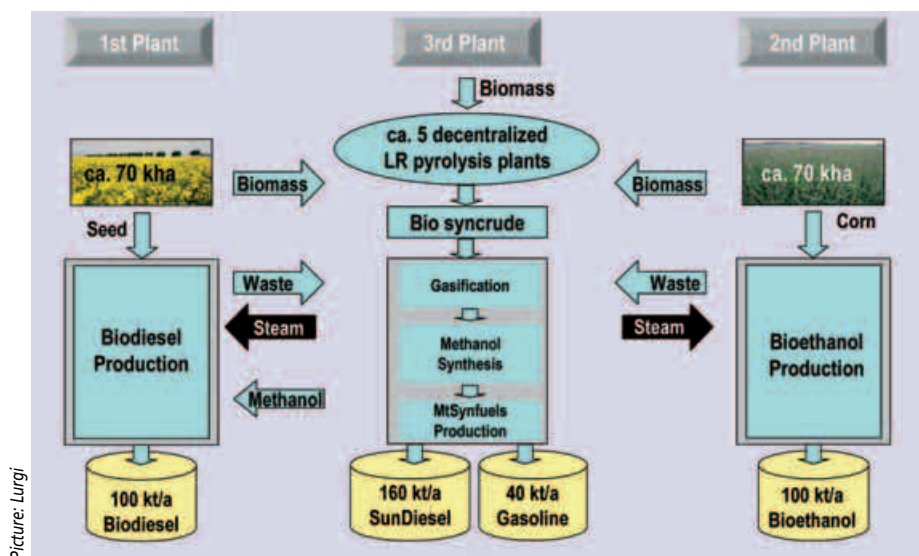 1st Plant
3rd Plant
2nd Plant
Biomass
ca. 5 decentralized
LR pyrolysis plants
ca. 70 kha
Biomass
Biomass
ca. 70 kha
Seed
Bio syncrude
Corn
Waste
Gasification
Waste
Steam
Steam
Biodiesel
Production
Methanol
Synthesis
Bioethanol
Production
Methanol
MtSynfuels
Production
100 kt/a
Biodiesel
160 kt/a
SunDiesel
40 kt/a
Gasoline
100 kt/a
Bioethanol
Picture: Lurgi